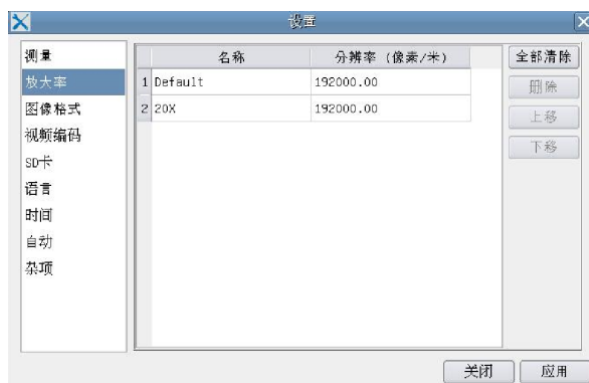 设置
测量
放大率
图像格式
视频编码
SD卡
语言
时间
自动
杂项
名称 分辨率 (像素/米)
1 Default 192000.00
2 20X 192000.00
全部清除
删除
上移
下移
关闭 应用